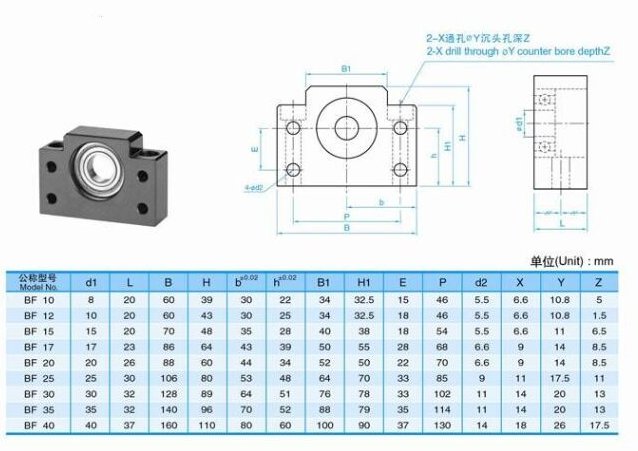 2-X通孔⌀Y沉头孔深Z
2-X drill through ⌀Y counter bore depthZ
B1
E
h
H1
H
⌀d1
4-⌀d2
b
P
B
L
单位(Unit) : mm
公称型号 d1 L B H b±0.02 h±0.02 B1 H1 E P d2 X Y Z
Model No.
BF 10 8 20 60 39 30 22 34 32.5 15 46 5.5 6.6 10.8 5
BF 12 10 20 60 43 30 25 34 32.5 18 46 5.5 6.6 10.8 1.5
BF 15 15 20 70 48 35 28 40 38 18 54 5.5 6.6 11 6.5
BF 17 17 23 86 64 43 39 50 55 28 68 6.6 9 14 8.5
BF 20 20 26 88 60 44 34 52 50 22 70 6.6 9 14 8.5
BF 25 25 30 106 80 53 48 64 70 33 85 9 11 17.5 11
BF 30 30 32 128 89 64 51 76 78 33 102 11 14 20 13
BF 35 35 32 140 96 70 52 88 79 35 114 11 14 20 13
BF 40 40 37 160 110 80 60 100 90 37 130 14 18 26 17.5